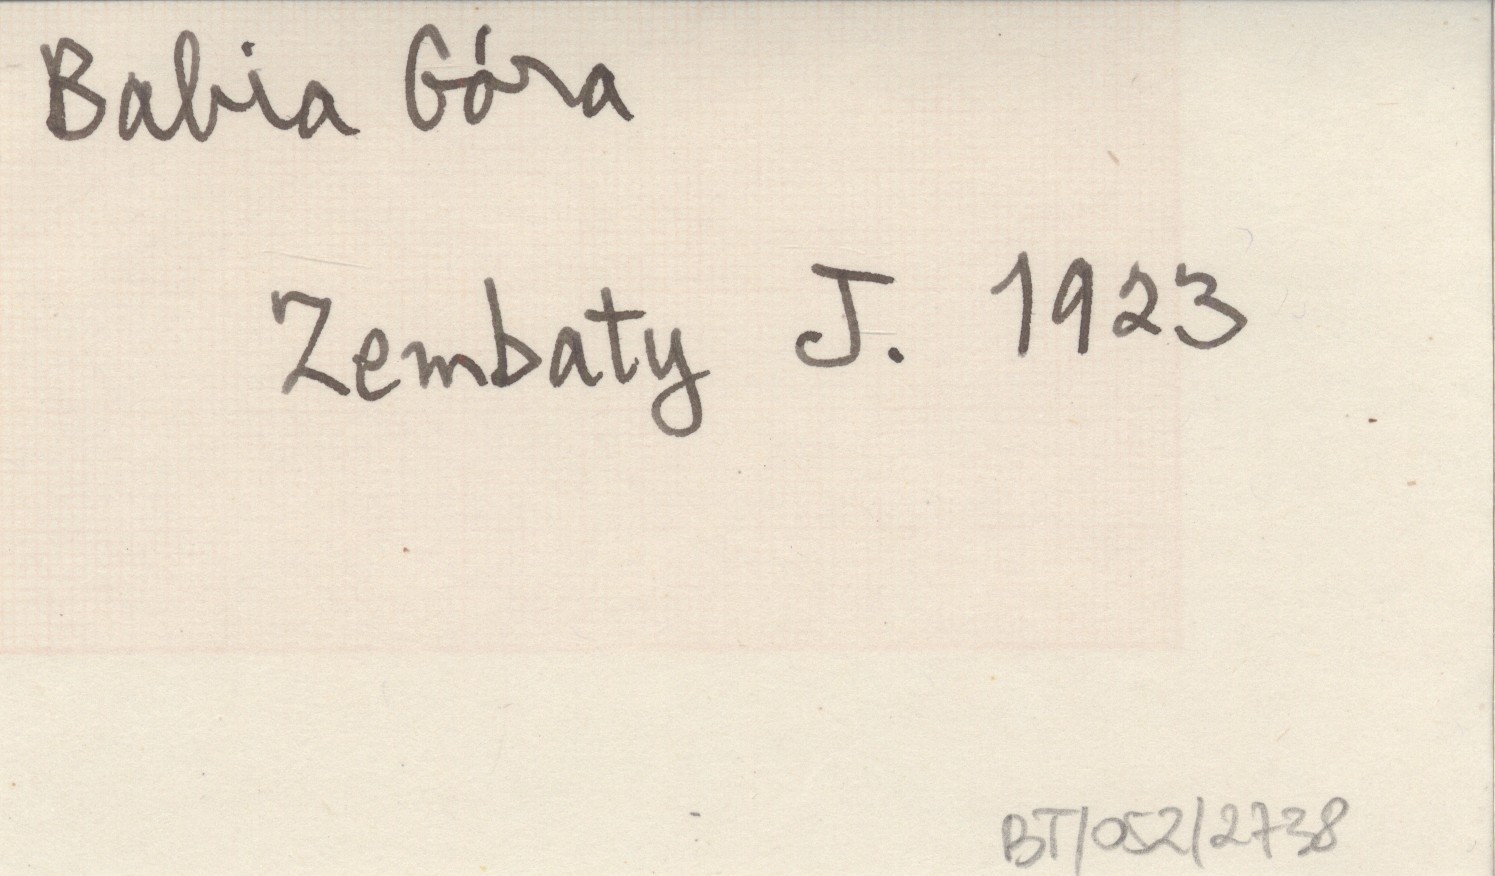 Babia Góra
Zembaty J. 1923
BT/052/2738